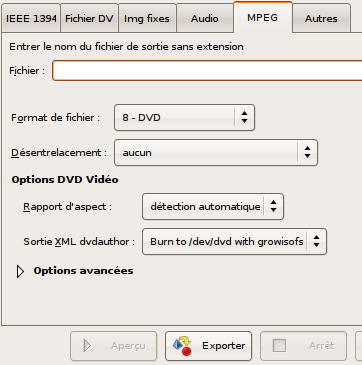 IEEE 1394 Fichier DV Img fixes Audio MPEG Autres
Entrer le nom du fichier de sortie sans extension
Fichier :
Format de fichier : 8 - DVD
Désentrelacement : aucun
Options DVD Vidéo
Rapport d'aspect : détection automatique
Sortie XML dvdauthor : Burn to /dev/dvd with growisofs
Options avancées
Aperçu Exporter Arrêt